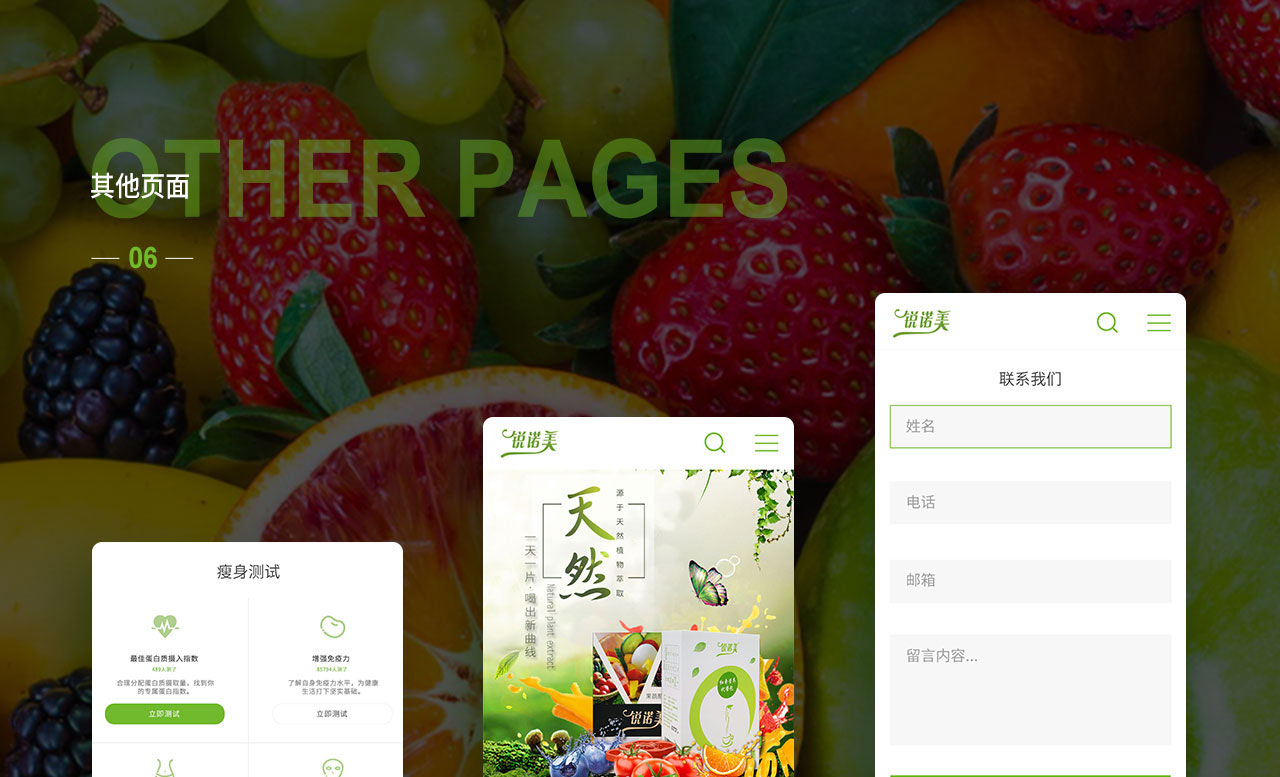 OTHER PAGES
其他页面
06
瘦身测试
最佳蛋白质摄入指数
489人测了
合理分配蛋白质摄取量。找到你
的专属蛋白指数。
立即测试
增强免疫力
85794人测了
了解自身免疫力水平，为健康
生活打下坚实基础。
立即测试
锐诺美
天然
源于天然植物萃取
一天一片·喝出新曲线
Natural plant extract
锐诺美
锐诺美
锐诺美
联系我们
姓名
电话
邮箱
留言内容...